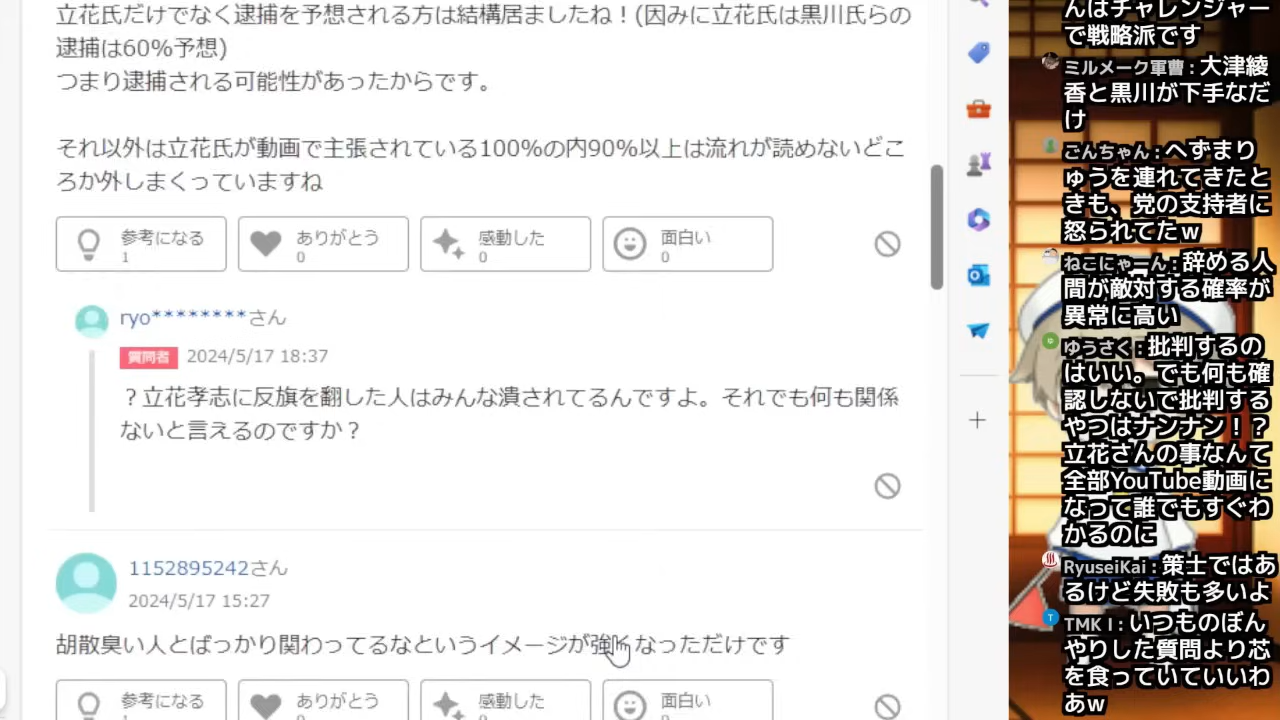 立花氏だけでなく逮捕を予想される方は結構居ましたね！(因みに立花氏は黒川氏らの
逮捕は60%予想)
つまり逮捕される可能性があったからです。
それ以外は立花氏が動画で主張されている100%の内90%以上は流れが読めないどこ
ろか外しまくっていますね
参考になる
1
ありがとう
0
感動した
0
面白い
0
ryo********さん
質問者 2024/5/17 18:37
？立花孝志に反旗を翻した人はみんな潰されてるんですよ。それでも何も関係
ないと言えるのですか？
1152895242さん
2024/5/17 15:27
胡散臭い人とばっかり関わってるなというイメージが強くなっただけです
参考になる
ありがとう
感動した
面白い
んはチャレンジャー
で戦略派です
ミルメーク軍曹 : 大津綾
香と黒川が下手なだ
け
ごんちゃん : へずまり
ゅうを連れてきたと
きも、党の支持者に
怒られてたｗ
ねこにゃーん : 辞める人
間が敵対する確率が
異常に高い
ゆうさく : 批判するの
はいい。でも何も確
認しないで批判する
やつはナンナン！？
立花さんの事なんて
全部YouTube動画に
なって誰でもすぐわ
かるのに
RyuseiKai : 策士ではあ
るけど失敗も多いよ
TMK I : いつものぼん
やりした質問より芯
を食っていていいわ
あw